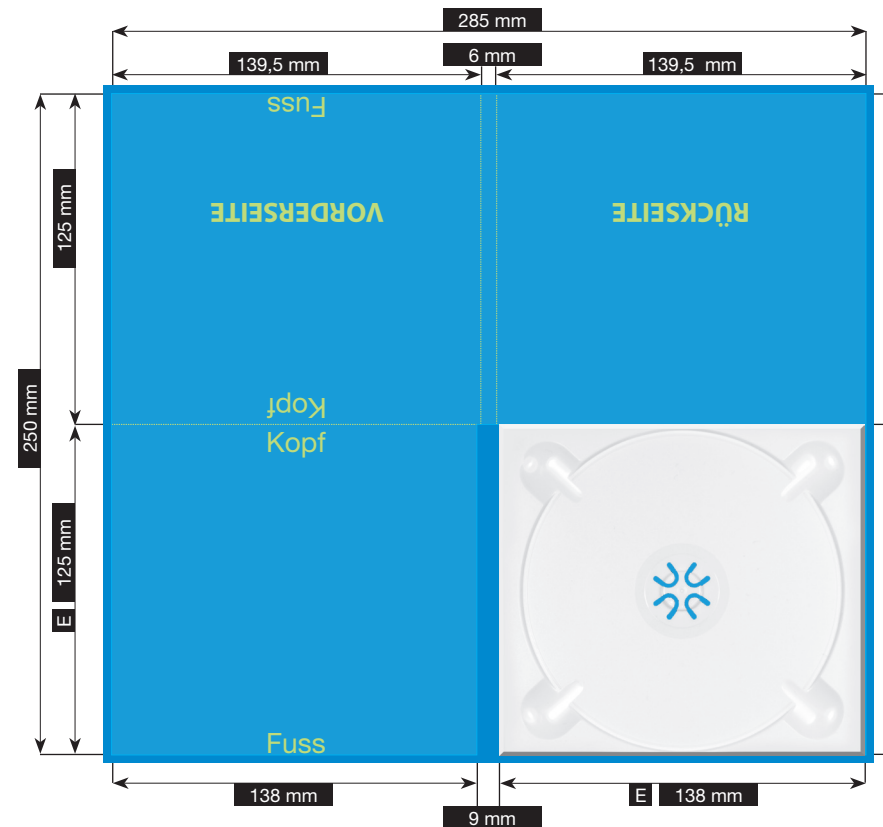 285 mm
6 mm
139,5 mm
139,5 mm
Fuss
VORDERSEITE
RÜCKSEITE
125 mm
250 mm
Kopf
Kopf
E 125 mm
Fuss
138 mm
E 138 mm
9 mm